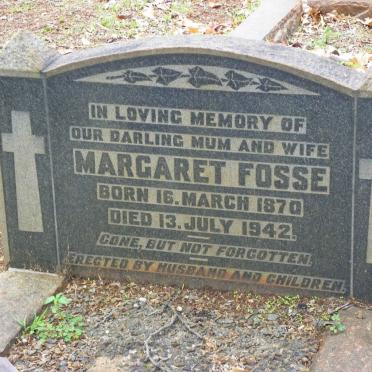 IN LOVING MEMORY OF
OUR DARLING MUM AND WIFE
MARGARET FOSSE
BORN 16. MARCH 1870
DIED 13. JULY 1942.
GONE, BUT NOT FORGOTTEN.
ERECTED BY HUSBAND AND CHILDREN.